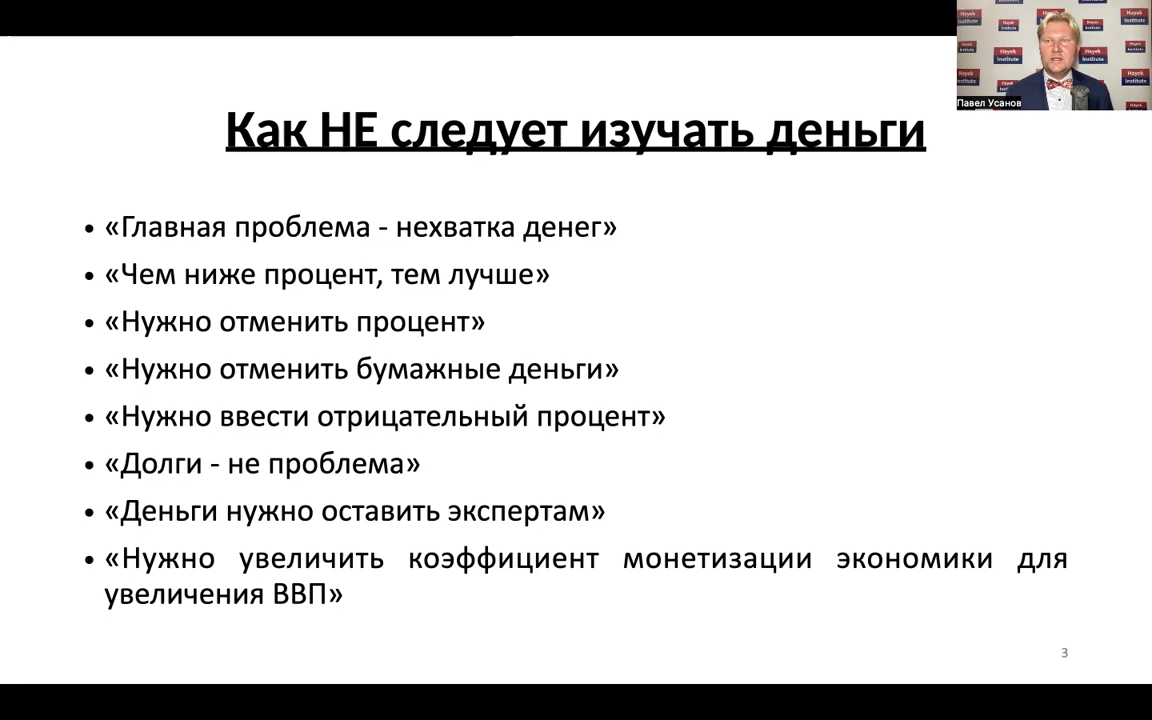 Hayek
Institute
Павел Усанов
Как НЕ следует изучать деньги
• «Главная проблема - нехватка денег»
• «Чем ниже процент, тем лучше»
• «Нужно отменить процент»
• «Нужно отменить бумажные деньги»
• «Нужно ввести отрицательный процент»
• «Долги - не проблема»
• «Деньги нужно оставить экспертам»
• «Нужно увеличить коэффициент монетизации экономики для
увеличения ВВП»
3